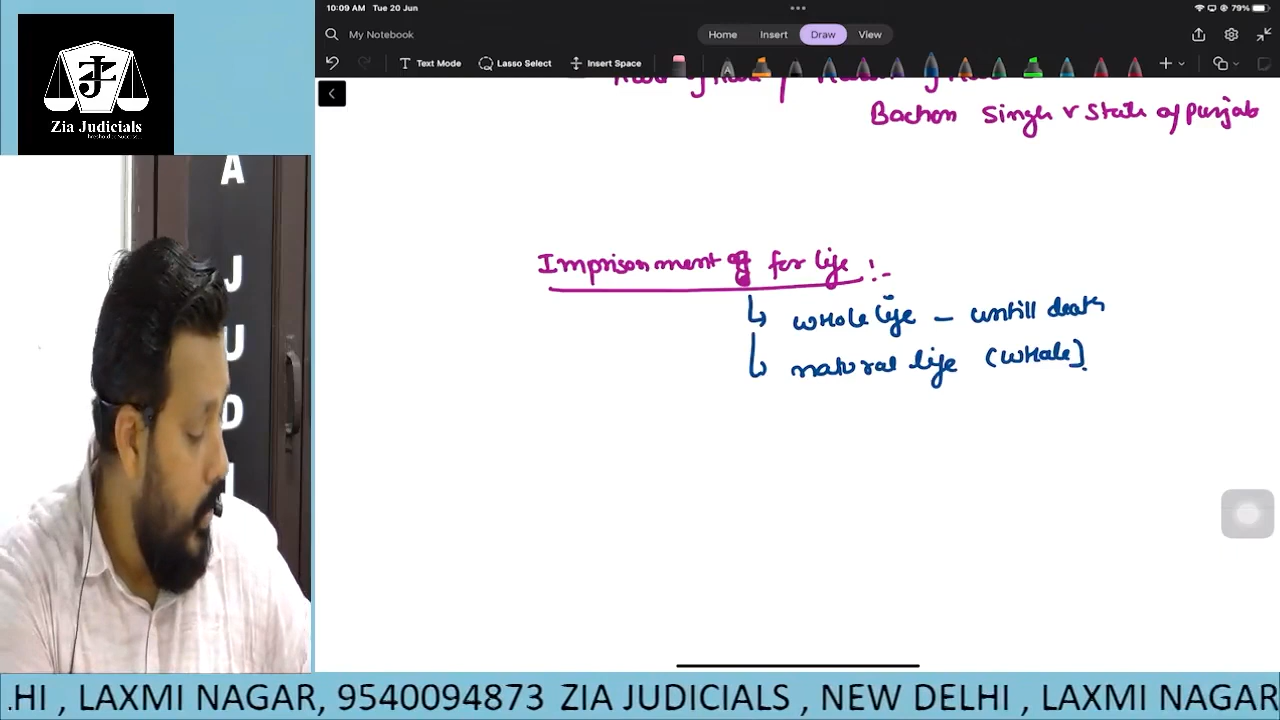 10:09 AM Tue 20 Jun
79%
My Notebook
Home Insert Draw View
Text Mode Lasso Select Insert Space
Bachan Singh v State of Punjab
Imprisonment for life :-
whole life – untill death
natural life (whole)
Zia Judicials
A
J
U
D
I
.HI , LAXMI NAGAR, 9540094873 ZIA JUDICIALS , NEW DELHI , LAXMI NAGAR